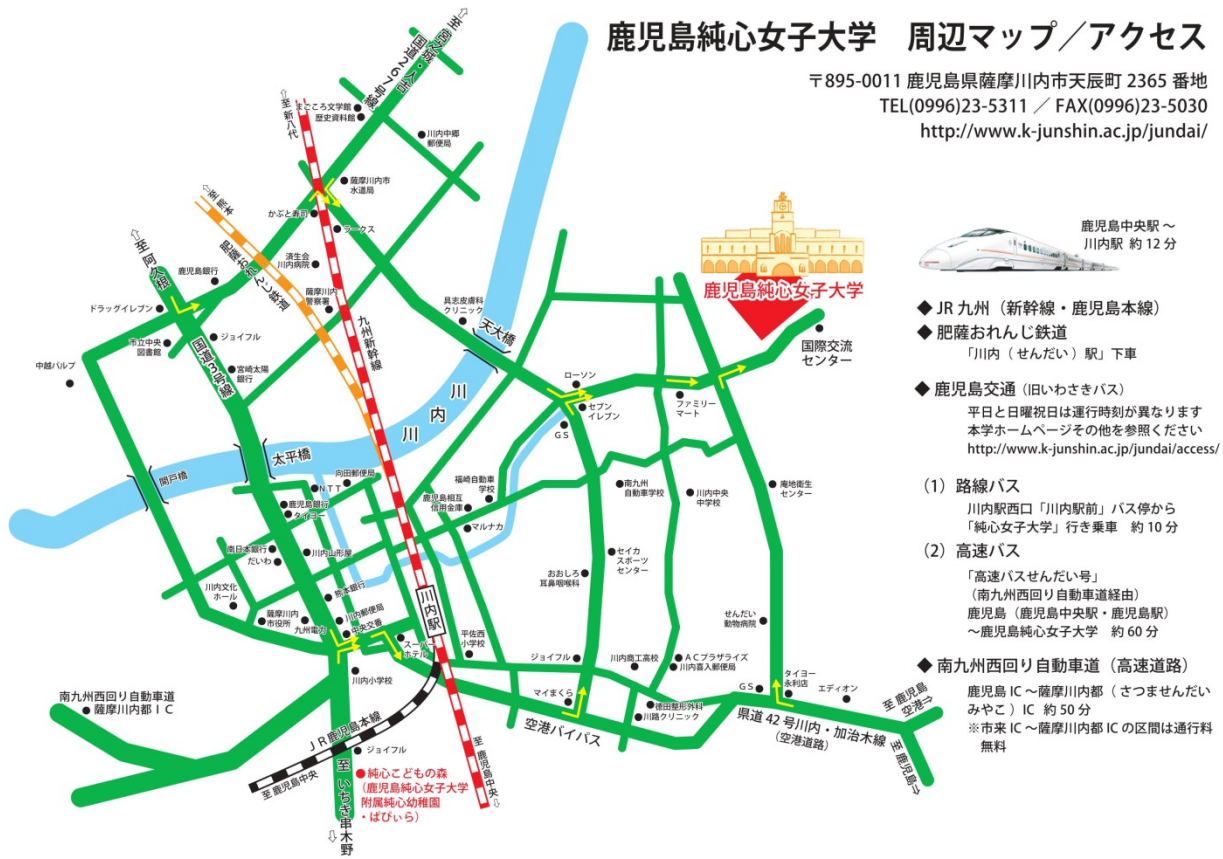 鹿児島純心女子大学 周辺マップ／アクセス
〒895-0011 鹿児島県薩摩川内市天辰町 2365 番地
TEL(0996)23-5311 ／ FAX(0996)23-5030
http://www.k-junshin.ac.jp/jundai/
鹿児島中央駅～
川内駅 約 12 分
◆ JR 九州（新幹線・鹿児島本線）
◆ 肥薩おれんじ鉄道
「川内（せんだい）駅」下車
◆ 鹿児島交通（旧いわさきバス）
平日と日曜祝日は運行時刻が異なります
本学ホームページその他を参照ください
http://www.k-junshin.ac.jp/jundai/access/
（1）路線バス
川内駅西口「川内駅前」バス停から
「純心女子大学」行き乗車 約 10 分
（2）高速バス
「高速バスせんだい号」
（南九州西回り自動車道経由）
鹿児島（鹿児島中央駅・鹿児島駅）
～鹿児島純心女子大学 約 60 分
◆ 南九州西回り自動車道（高速道路）
鹿児島 IC ～薩摩川内都（さつませんだい
みやこ）IC 約 50 分
※市来 IC ～薩摩川内都 IC の区間は通行料
無料
⇧至宮之城・人吉
国道267号線
⇧至新八代
まごころ文学館
歴史資料館
川内中郷
郵便局
薩摩川内市
水道局
かぶと寿司
ラークス
⇧至熊本
肥薩おれんじ鉄道
済生会
川内病院
⇧至阿久根
鹿児島銀行
薩摩川内
警察署
ドラッグイレブン
ジョイフル
市立中央
図書館
国道3号線
宮崎太陽
銀行
中越パルプ
九州新幹線
具志皮膚科
クリニック
天大橋
鹿児島純心女子大学
国際交流
センター
川内川
ローソン
セブン
イレブン
GS
ファミリー
マート
太平橋
開戸橋
向田郵便局
NTT
鹿児島銀行
タイヨー
福崎自動車
学校
鹿児島相互
信用金庫
マルナカ
南九州
自動車学校
川内中央
中学校
庵地衛生
センター
南日本銀行
だいわ
川内山形屋
セイカ
スポーツ
センター
おおしろ
耳鼻咽喉科
川内文化
ホール
熊本銀行
薩摩川内
市役所
九州電力
川内郵便局
中央交番
川内駅
スーパー
ホテル
平佐西
小学校
せんだい
動物病院
川内小学校
ジョイフル
川内商工高校
ACプラザライズ
川内喜入郵便局
マイまくら
徳田整形外科
川路クリニック
GS
タイヨー
永利店
エディオン
空港バイパス
県道 42 号川内・加治木線
（空港道路）
至 鹿児島
空港⇨
至 鹿児島⇨
南九州西回り自動車道
薩摩川内都 I C
J R 鹿児島本線
至 鹿児島中央
ジョイフル
純心こどもの森
（鹿児島純心女子大学
附属純心幼稚園
・ぱぴぃら）
至 いちき串木野
⇩
至 鹿児島中央⇩